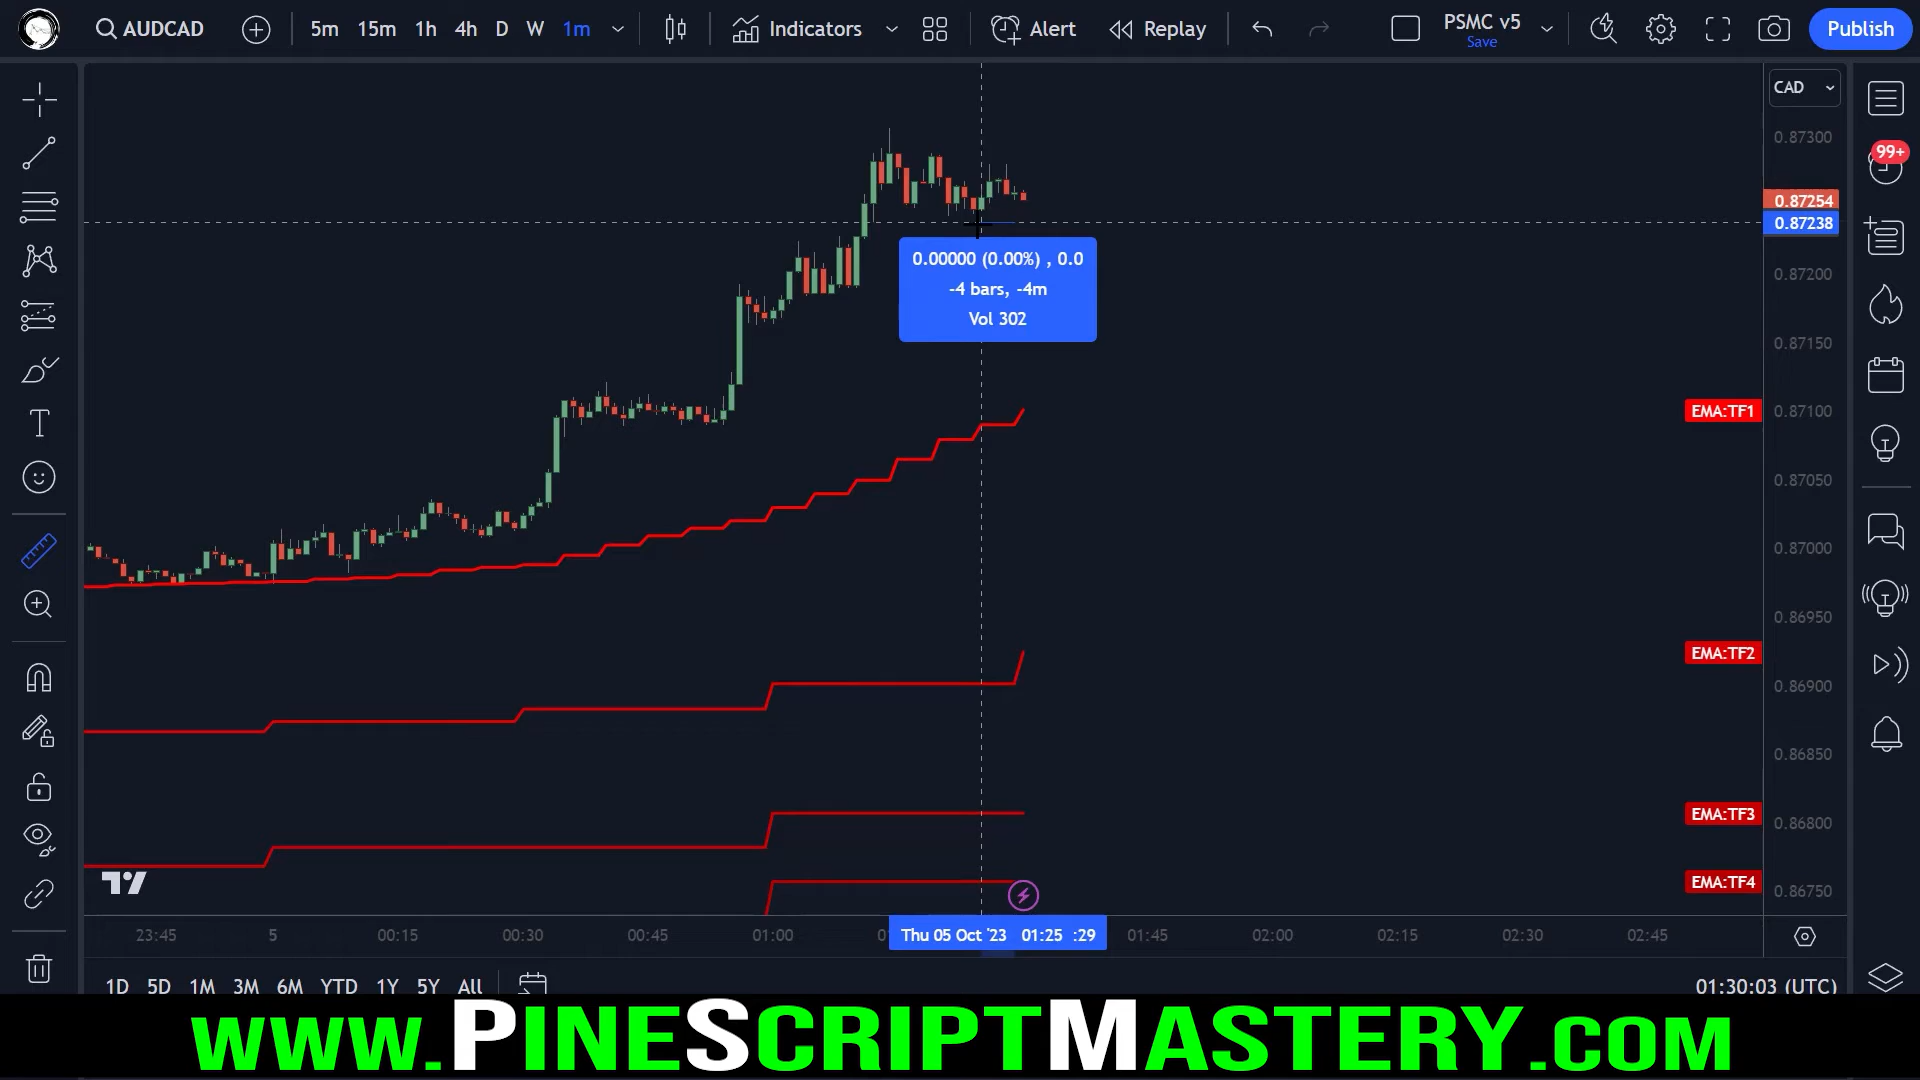 AUDCAD 5m 15m 1h 4h D W 1m Indicators Alert Replay PSMC v5 Publish
Save
CAD
0.87300
99+
0.87254
0.87238
0.00000 (0.00%) , 0.0
-4 bars, -4m
Vol 302
0.87200
0.87150
EMA:TF1 0.87100
0.87050
0.87000
0.86950
EMA:TF2
0.86900
0.86850
EMA:TF3 0.86800
EMA:TF4 0.86750
23:45 5 00:15 00:30 00:45 01:00 Thu 05 Oct '23 01:25 :29 01:45 02:00 02:15 02:30 02:45
1D 5D 1M 3M 6M YTD 1Y 5Y All 01:30:03 (UTC)
www.PineScriptMastery.com